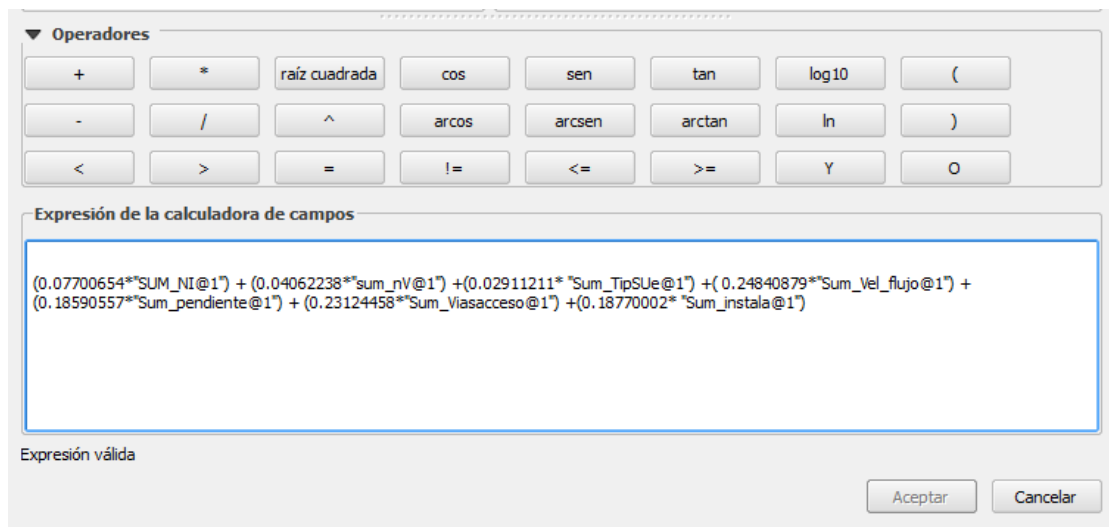 ▼ Operadores
+ * raíz cuadrada cos sen tan log10 (
- / ^ arcos arcsen arctan ln )
< > = != <= >= Y O
Expresión de la calculadora de campos
(0.07700654*"SUM_NI@1") + (0.04062238*"sum_nV@1") +(0.02911211* "Sum_TipSUe@1") +( 0.24840879*"Sum_Vel_flujo@1") +
(0.18590557*"Sum_pendiente@1") + (0.23124458*"Sum_Viasacceso@1") +(0.18770002* "Sum_instala@1")
Expresión válida
Aceptar Cancelar